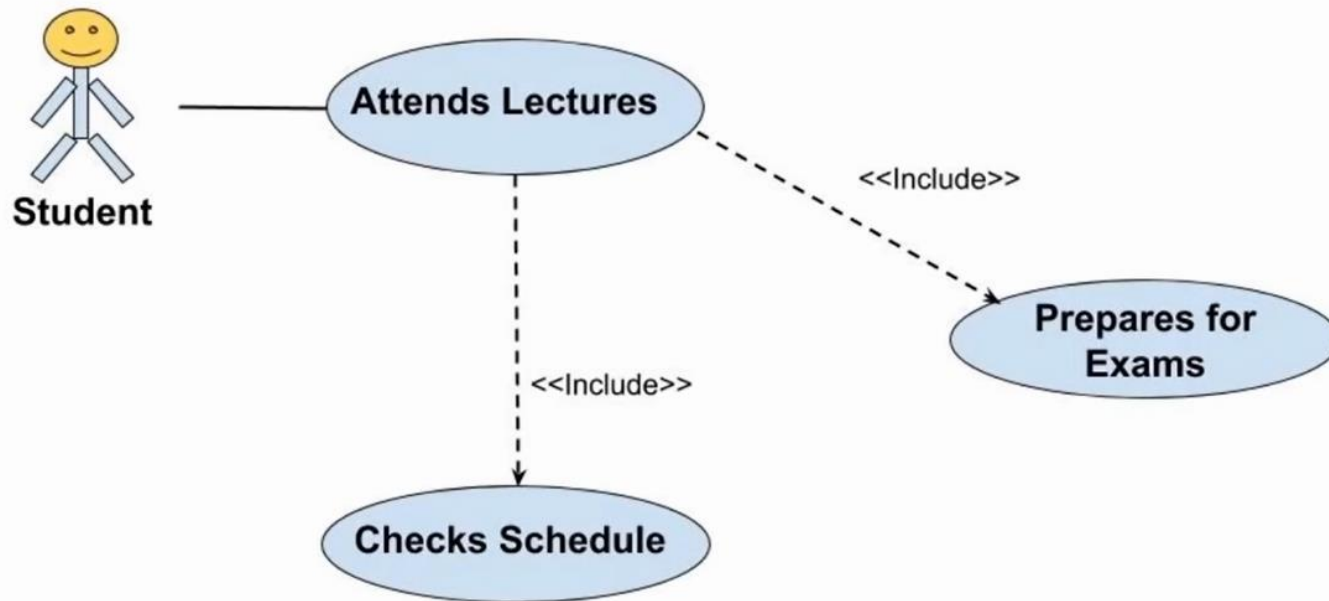 Attends Lectures
Student
<<Include>>
Prepares for
Exams
<<Include>>
Checks Schedule